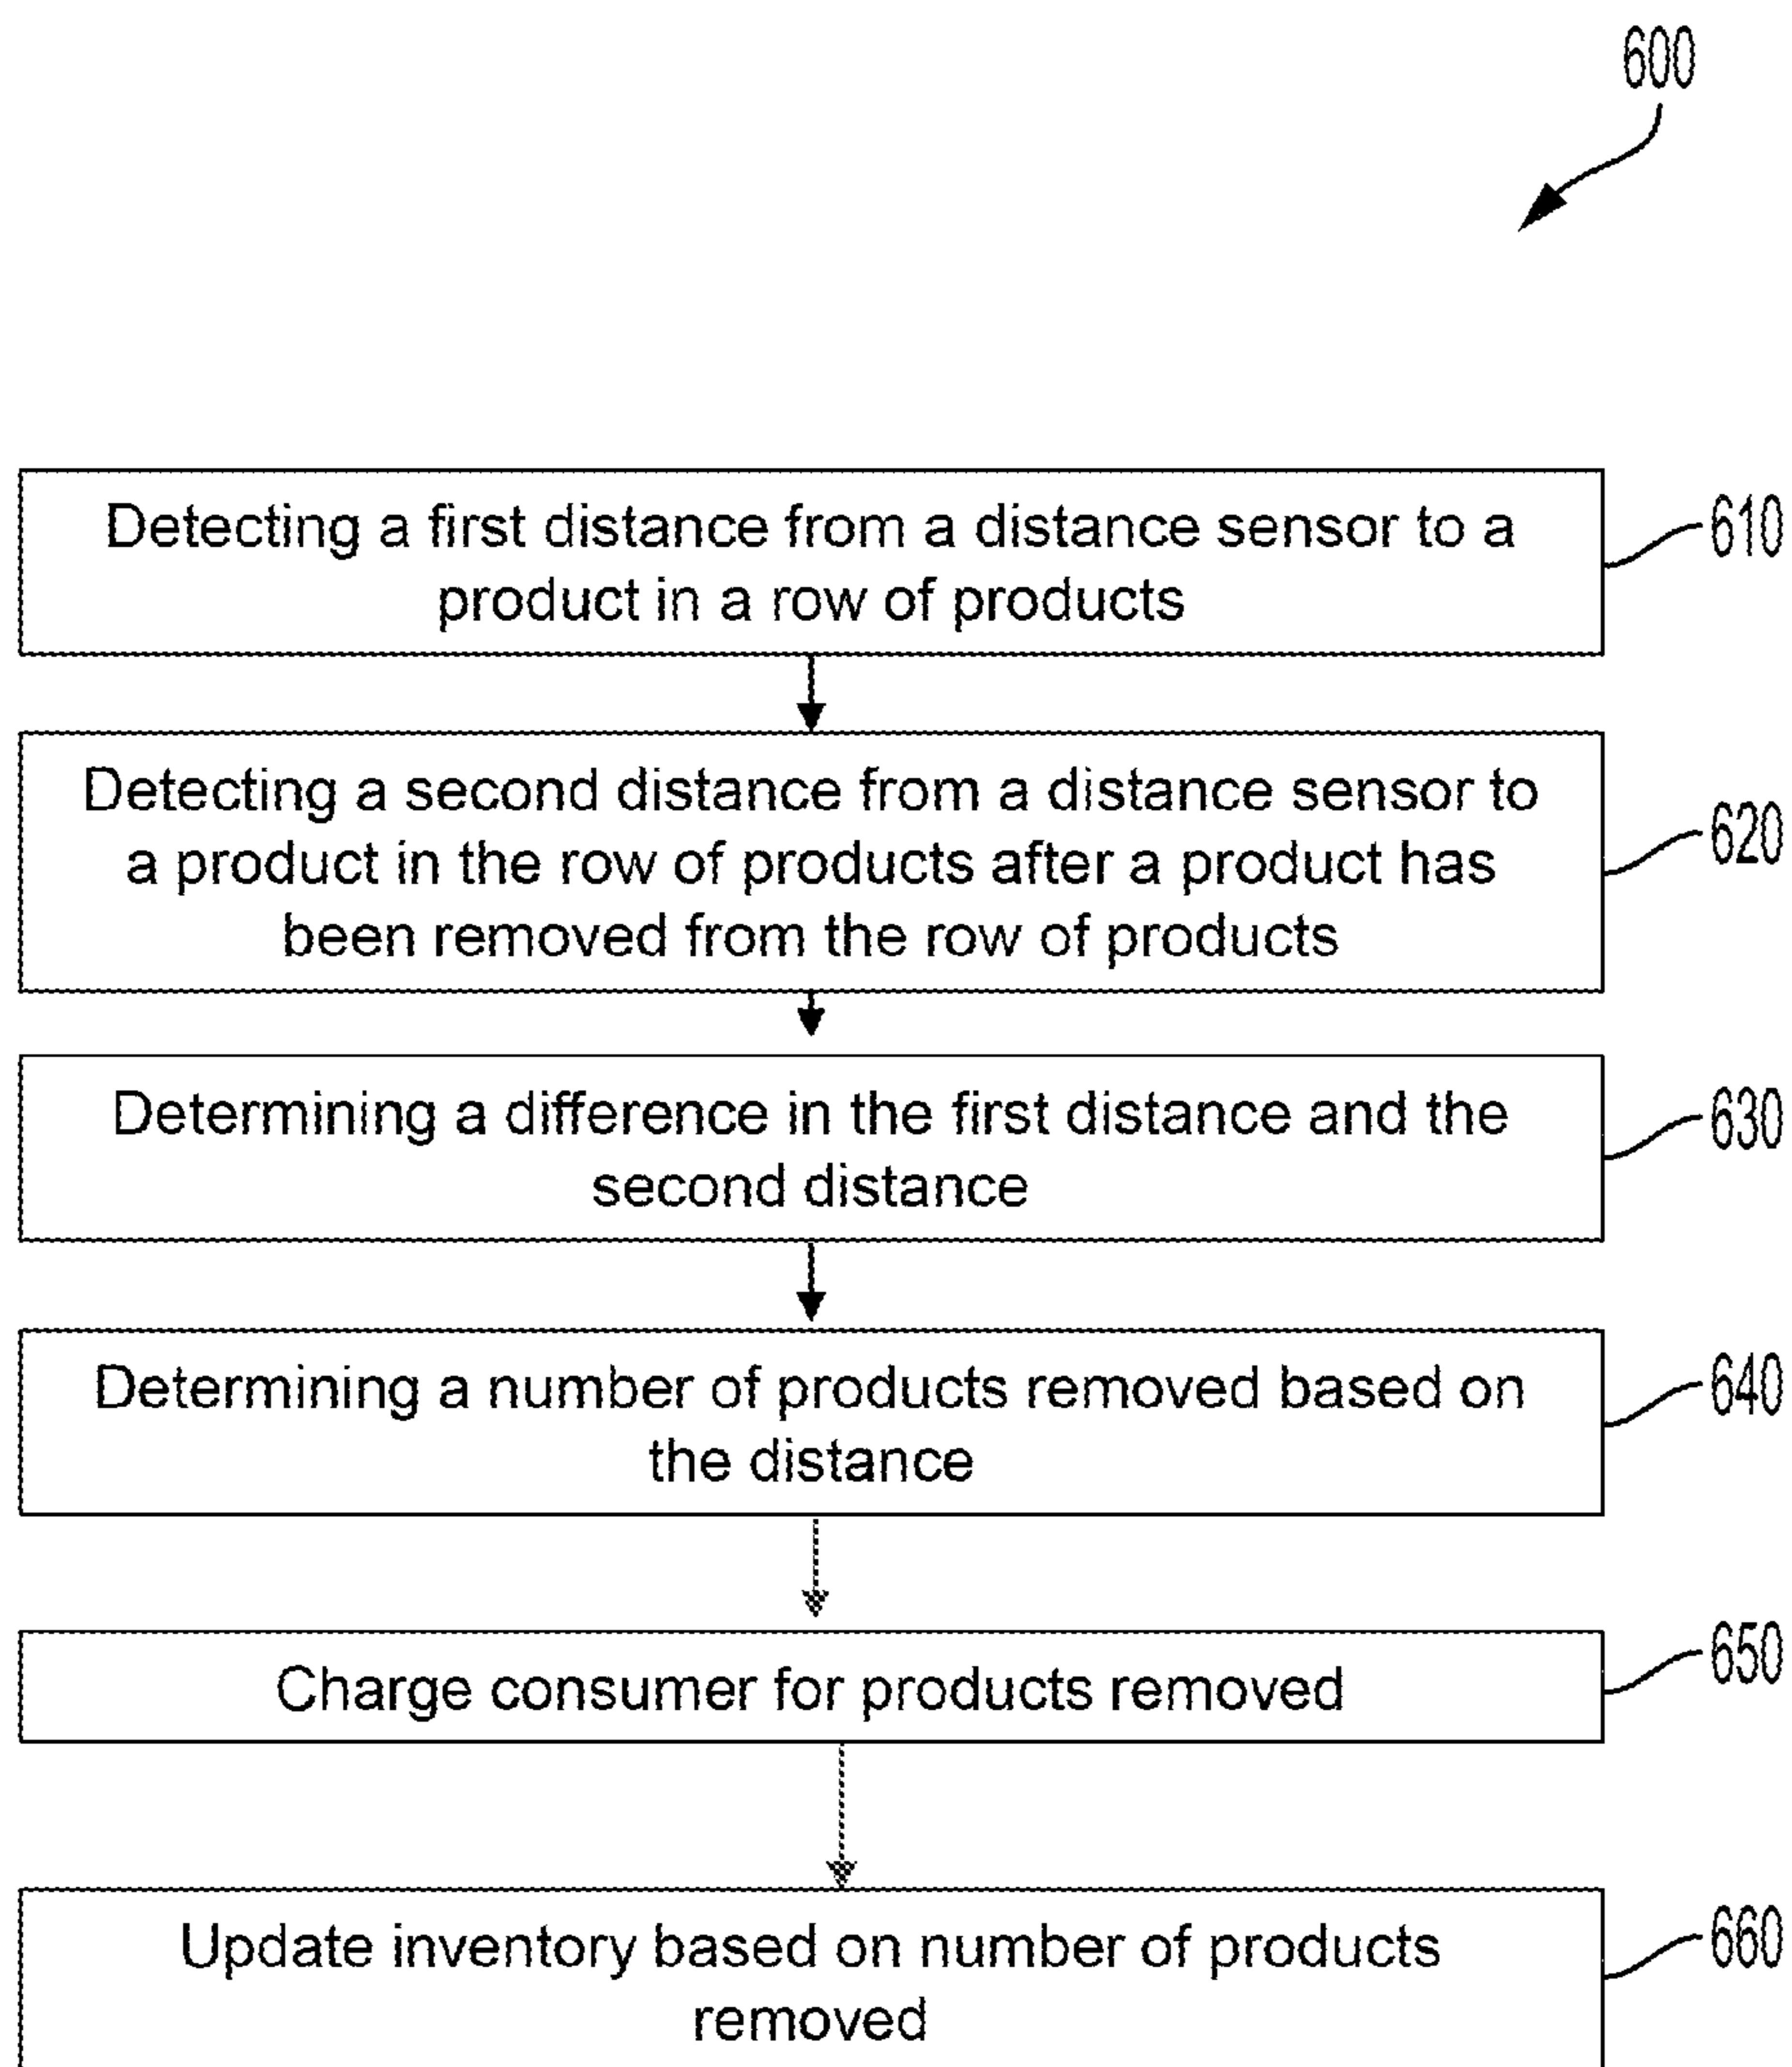 600
Detecting a first distance from a distance sensor to a
product in a row of products
610
Detecting a second distance from a distance sensor to
a product in the row of products after a product has
been removed from the row of products
620
Determining a difference in the first distance and the
second distance
630
Determining a number of products removed based on
the distance
640
Charge consumer for products removed
650
Update inventory based on number of products
removed
660